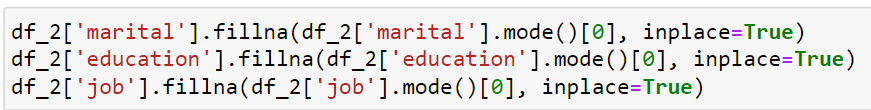 df_2['marital'].fillna(df_2['marital'].mode()[0], inplace=True)
df_2['education'].fillna(df_2['education'].mode()[0], inplace=True)
df_2['job'].fillna(df_2['job'].mode()[0], inplace=True)